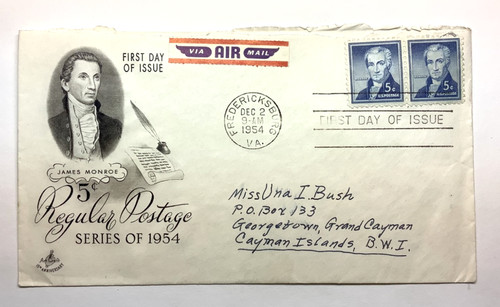 FIRST DAY
OF ISSUE
VIA AIR MAIL
5¢
5¢
FREDERICKSBURG
DEC 2
9-AM
1954
VA.
FIRST DAY OF ISSUE
JAMES MONROE
5¢
Regular Postage
SERIES OF 1954
Miss Una I. Bush
P.O. Box 133
Georgetown, Grand Cayman
Cayman Islands, B.W.I.